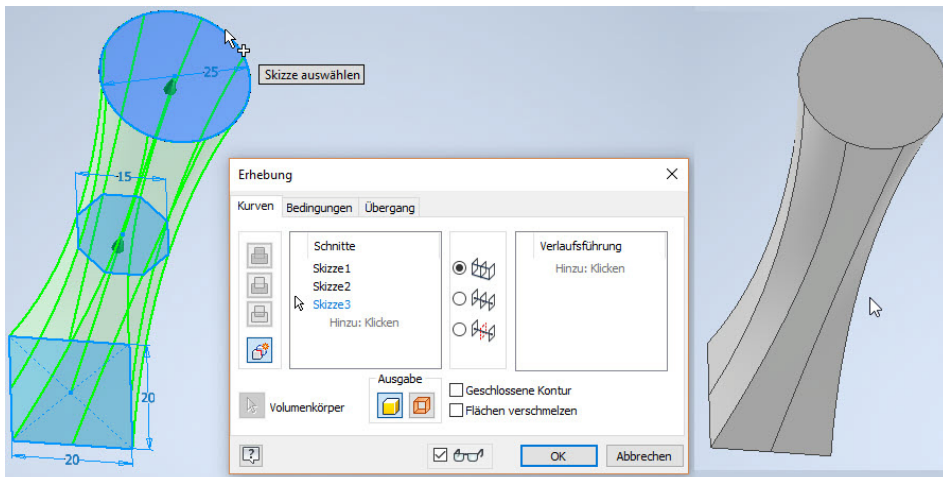 25
Skizze auswählen
15
20
20
Erhebung
Kurven Bedingungen Übergang
Schnitte
Skizze1
Skizze2
Skizze3
Hinzu: Klicken
Verlaufsführung
Hinzu: Klicken
Volumenkörper
Ausgabe
Geschlossene Kontur
Flächen verschmelzen
?
OK
Abbrechen